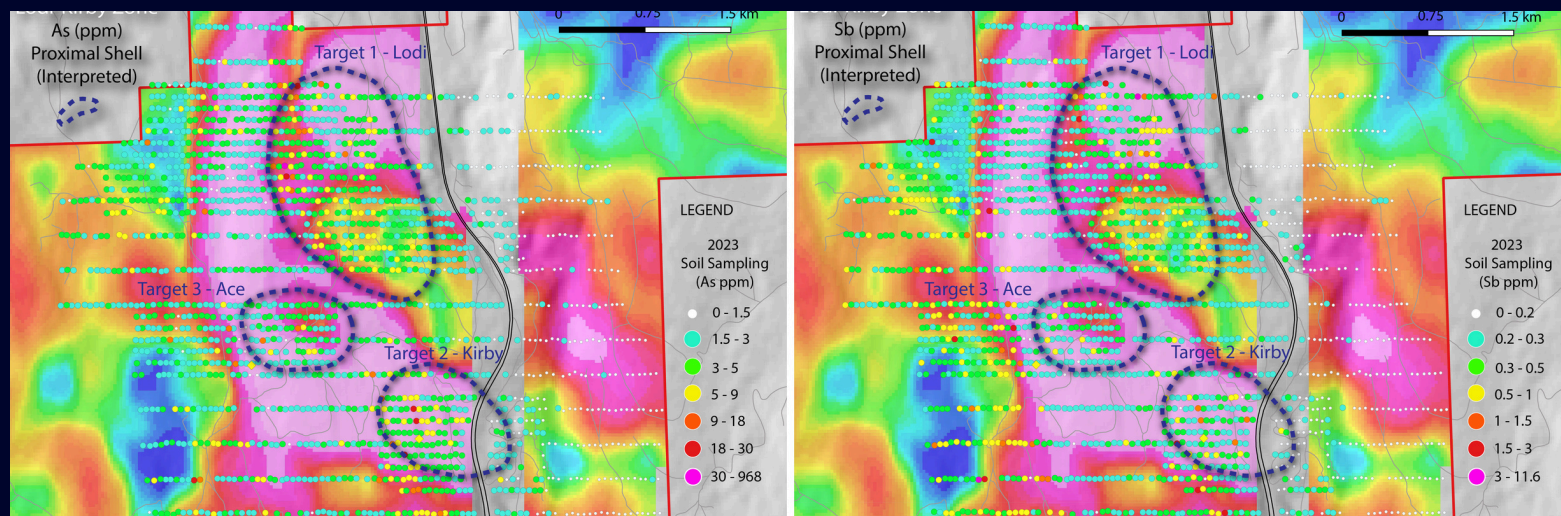 As (ppm)
Proximal Shell
(Interpreted)
Target 1 - Lodi
0 0.75 1.5 km
Target 3 - Ace
Target 2 - Kirby
LEGEND
2023
Soil Sampling
(As ppm)
0 - 1.5
1.5 - 3
3 - 5
5 - 9
9 - 18
18 - 30
30 - 968
Sb (ppm)
Proximal Shell
(Interpreted)
Target 1 - Lodi
0 0.75 1.5 km
Target 3 - Ace
Target 2 - Kirby
LEGEND
2023
Soil Sampling
(Sb ppm)
0 - 0.2
0.2 - 0.3
0.3 - 0.5
0.5 - 1
1 - 1.5
1.5 - 3
3 - 11.6